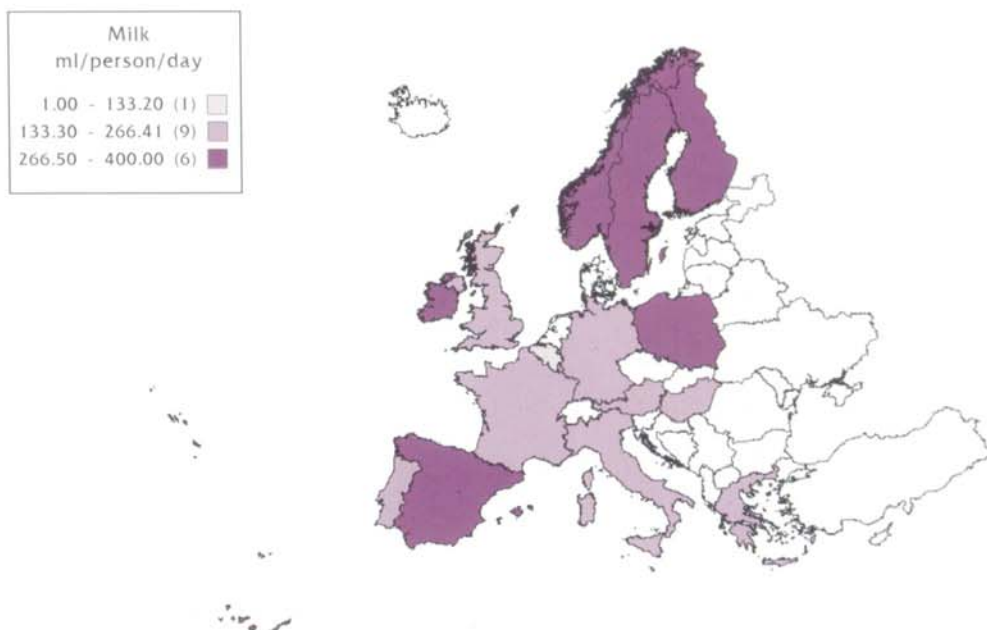 Milk
ml/person/day
1.00 - 133.20 (1)
133.30 - 266.41 (9)
266.50 - 400.00 (6)